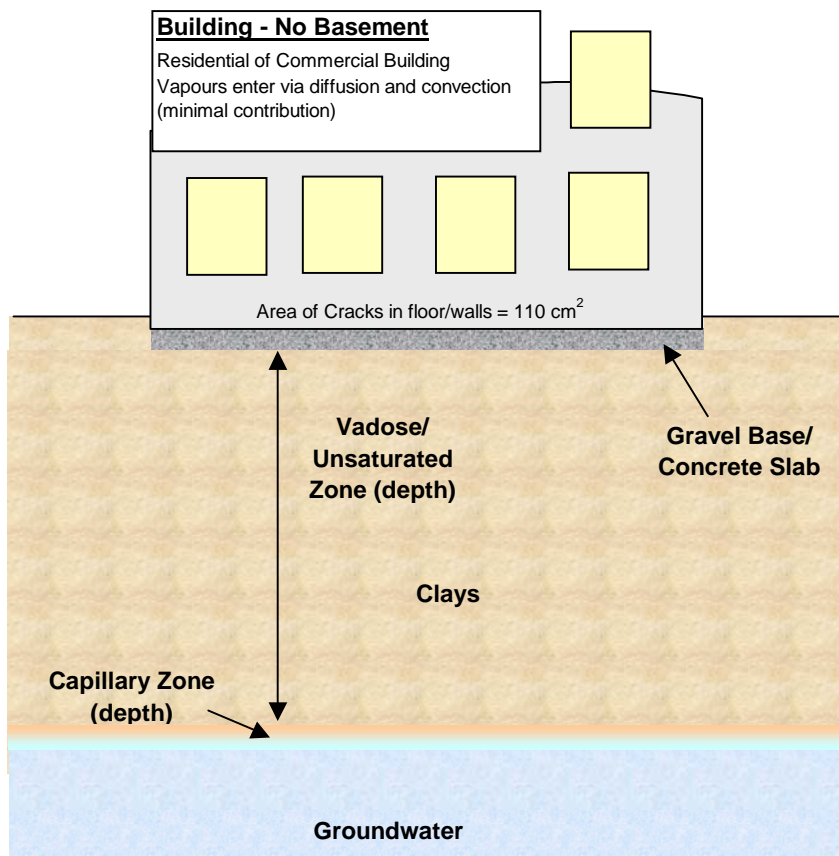 Building - No Basement
Residential of Commercial Building
Vapours enter via diffusion and convection
(minimal contribution)
Area of Cracks in floor/walls = 110 cm²
Vadose/
Unsaturated
Zone (depth)
Gravel Base/
Concrete Slab
Clays
Capillary Zone
(depth)
Groundwater